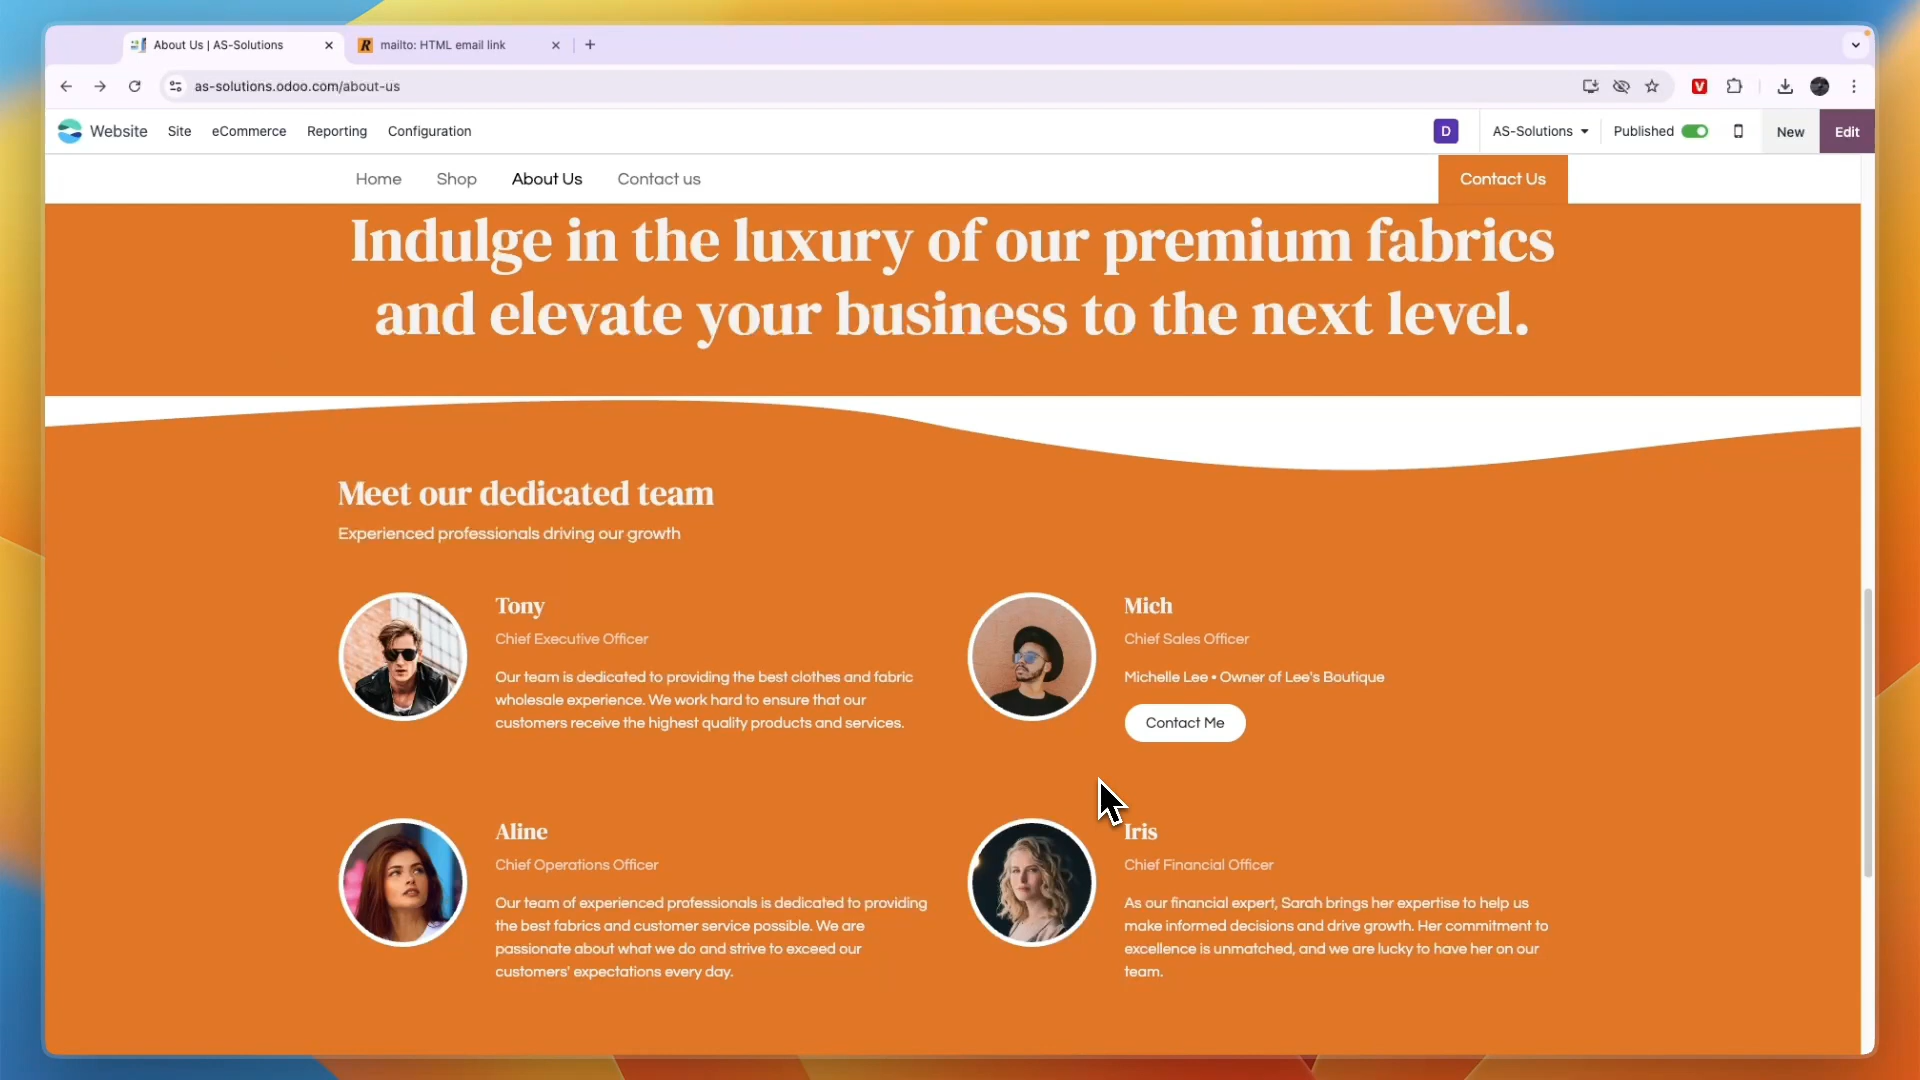 About Us | AS-Solutions
mailto: HTML email link
as-solutions.odoo.com/about-us
Website Site eCommerce Reporting Configuration
D AS-Solutions Published New Edit
Home Shop About Us Contact us Contact Us
Indulge in the luxury of our premium fabrics
and elevate your business to the next level.
Meet our dedicated team
Experienced professionals driving our growth
Tony
Chief Executive Officer
Our team is dedicated to providing the best clothes and fabric
wholesale experience. We work hard to ensure that our
customers receive the highest quality products and services.
Mich
Chief Sales Officer
Michelle Lee • Owner of Lee's Boutique
Contact Me
Aline
Chief Operations Officer
Our team of experienced professionals is dedicated to providing
the best fabrics and customer service possible. We are
passionate about what we do and strive to exceed our
customers' expectations every day.
Iris
Chief Financial Officer
As our financial expert, Sarah brings her expertise to help us
make informed decisions and drive growth. Her commitment to
excellence is unmatched, and we are lucky to have her on our
team.